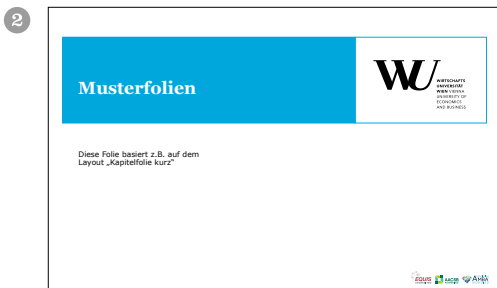 2
Musterfolien
WU
WIRTSCHAFTS
UNIVERSITÄT
WIEN VIENNA
UNIVERSITY OF
ECONOMICS
AND BUSINESS
Diese Folie basiert z.B. auf dem
Layout „Kapitelfolie kurz"
EQUIS AACSB AMBA